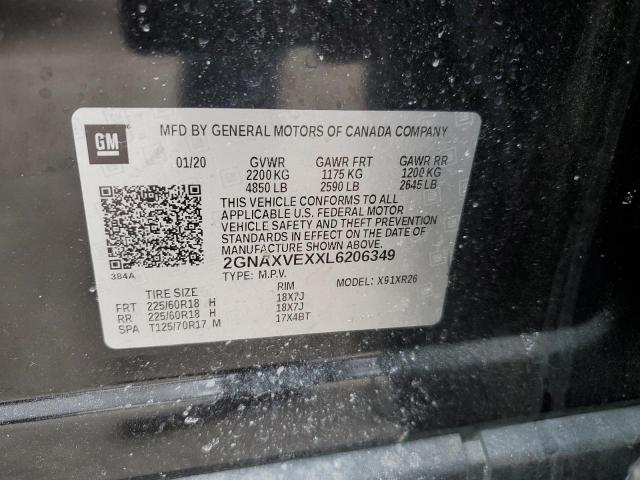 GM
MFD BY GENERAL MOTORS OF CANADA COMPANY
01/20 GVWR GAWR FRT GAWR RR
2200 KG 1175 KG 1200 KG
4850 LB 2590 LB 2645 LB
THIS VEHICLE CONFORMS TO ALL
APPLICABLE U.S. FEDERAL MOTOR
VEHICLE SAFETY AND THEFT PREVENTION
STANDARDS IN EFFECT ON THE DATE OF
MANUFACTURE SHOWN ABOVE.
384A
2GNAXVEXXL6206349
TYPE: M.P.V. MODEL: X91XR26
TIRE SIZE RIM
FRT 225/60R18 H 18X7J
RR 225/60R18 H 18X7J
SPA T125/70R17 M 17X4BT